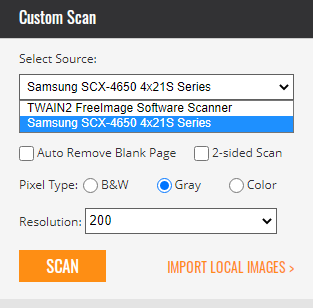 Custom Scan
Select Source:
Samsung SCX-4650 4x21S Series
TWAIN2 FreeImage Software Scanner
Samsung SCX-4650 4x21S Series
Auto Remove Blank Page 2-sided Scan
Pixel Type: B&W Gray Color
Resolution: 200
SCAN IMPORT LOCAL IMAGES >